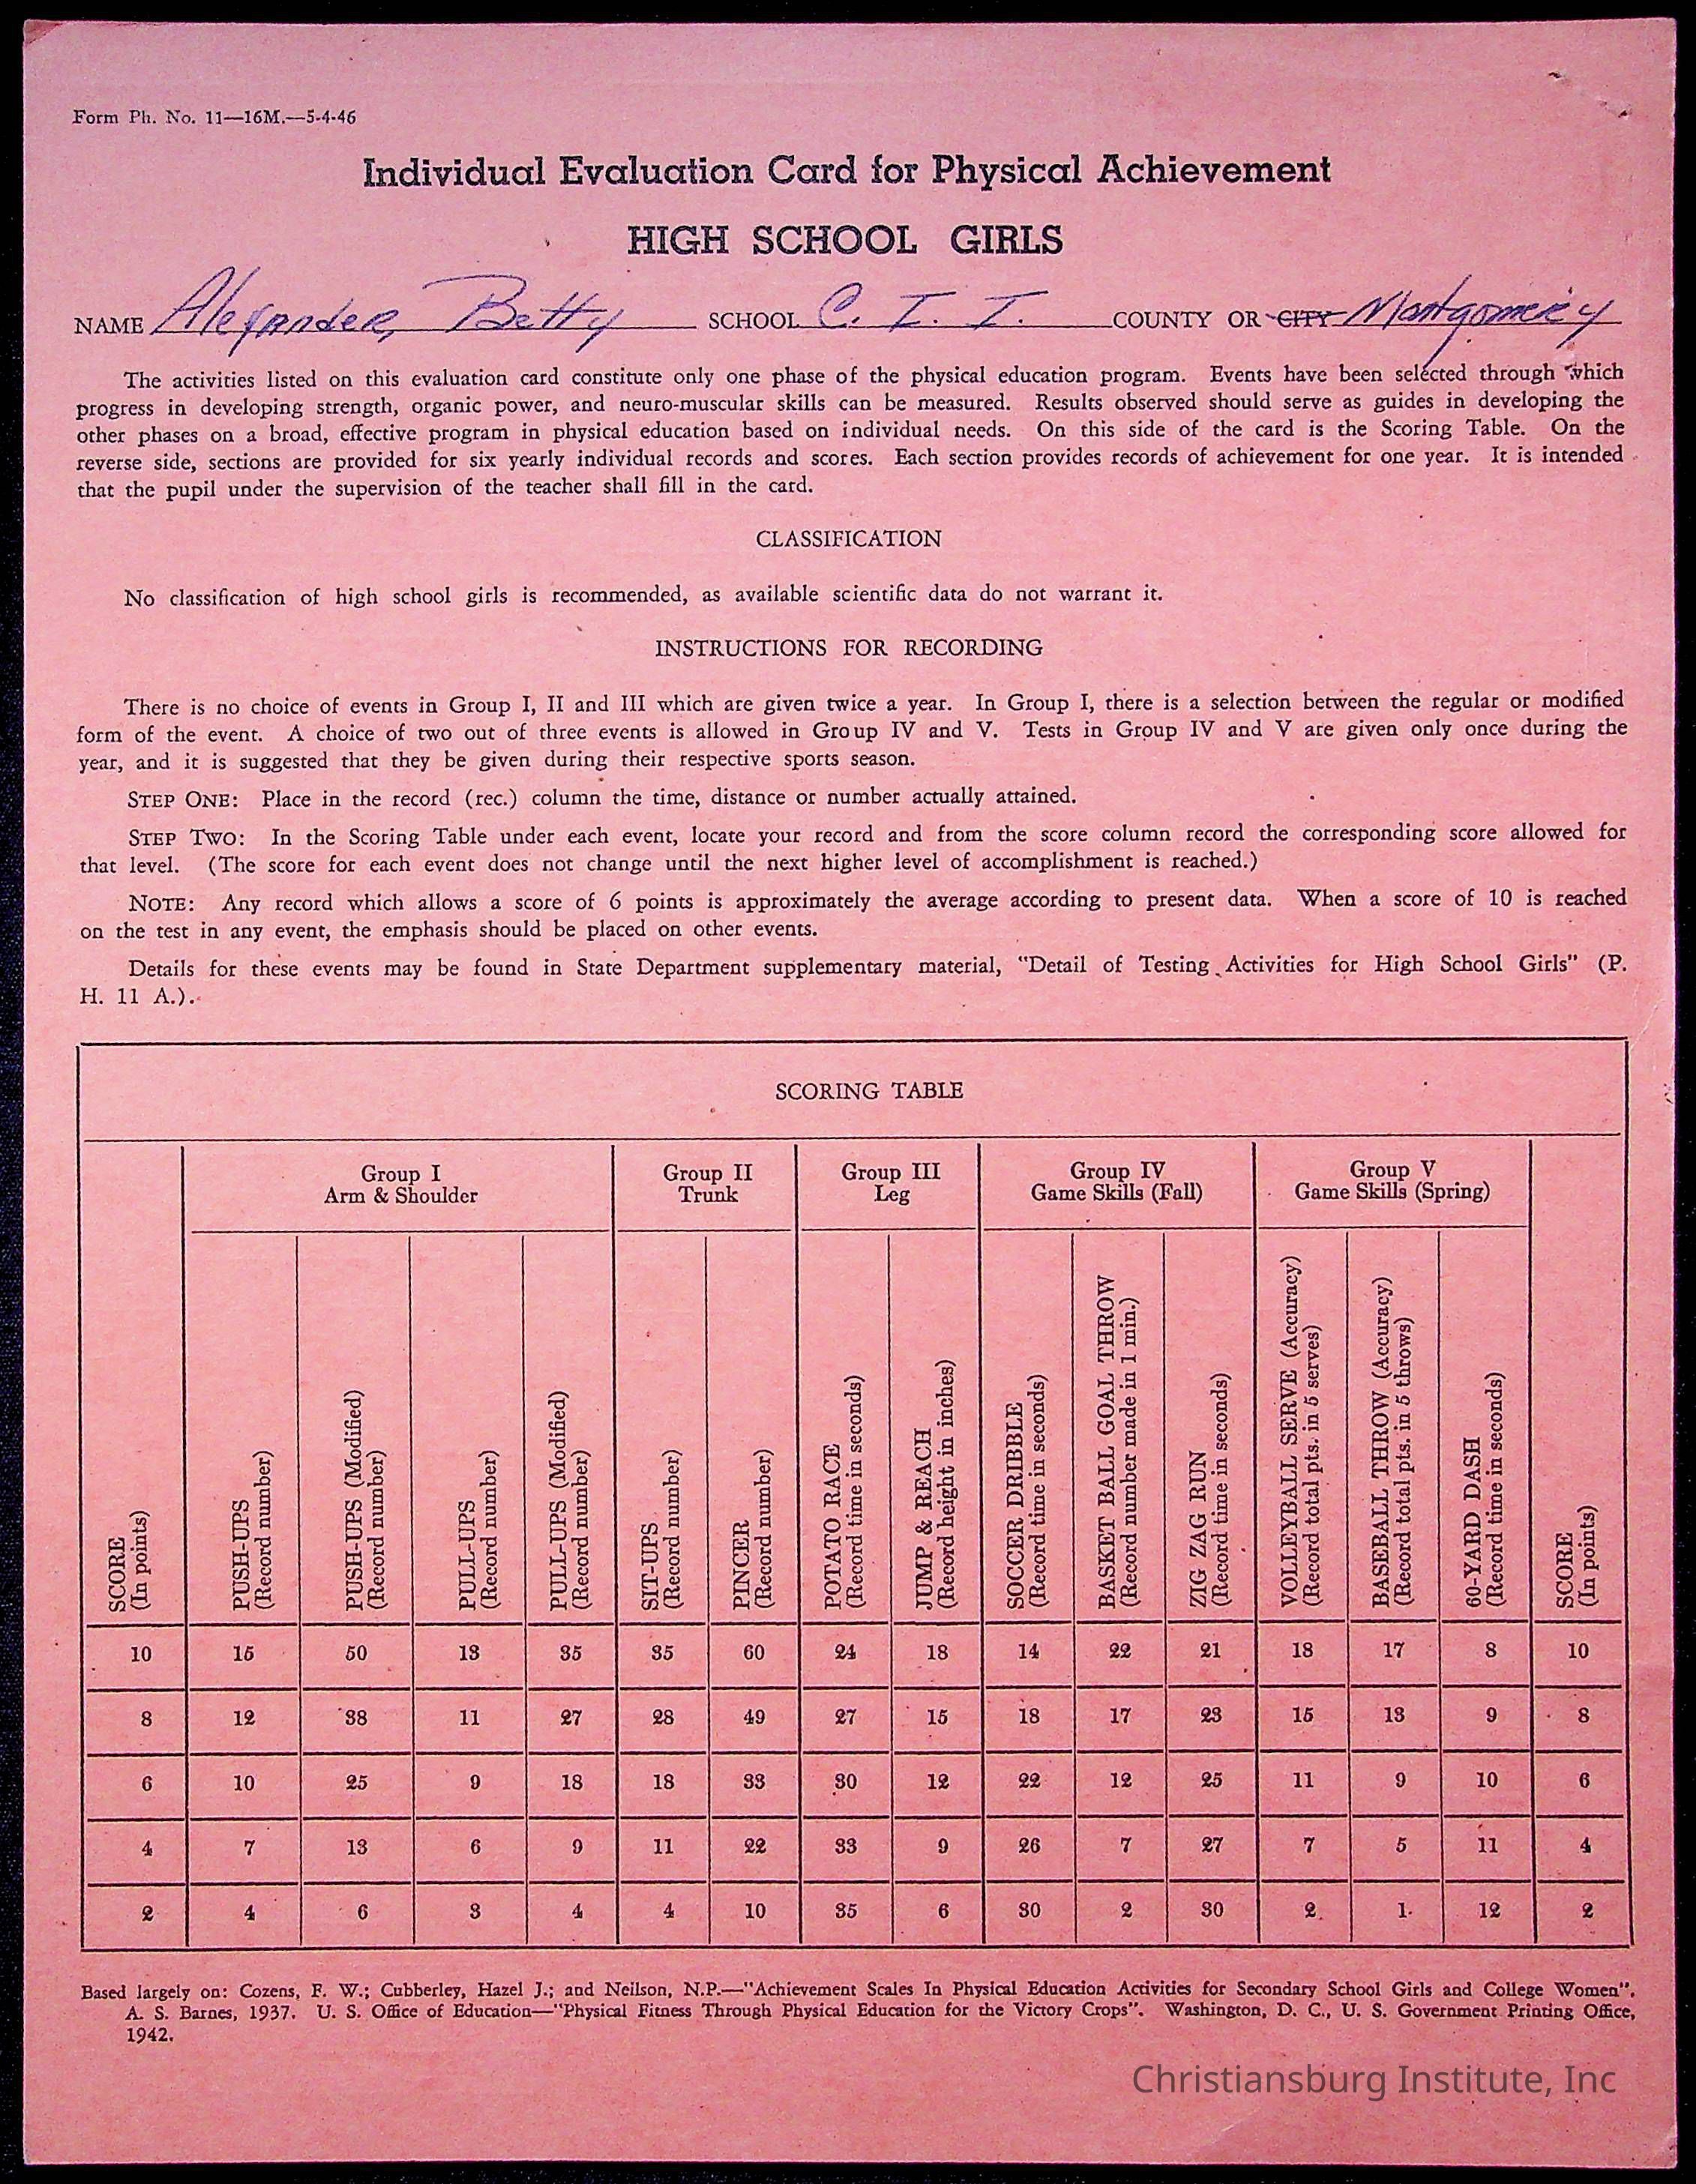 Form Ph. No. 11—16M.—5-4-46
Individual Evaluation Card for Physical Achievement
HIGH SCHOOL GIRLS
NAME Alexander, Betty SCHOOL C. I. I. COUNTY OR CITY Montgomery
The activities listed on this evaluation card constitute only one phase of the physical education program. Events have been selected through which
progress in developing strength, organic power, and neuro-muscular skills can be measured. Results observed should serve as guides in developing the
other phases on a broad, effective program in physical education based on individual needs. On this side of the card is the Scoring Table. On the
reverse side, sections are provided for six yearly individual records and scores. Each section provides records of achievement for one year. It is intended
that the pupil under the supervision of the teacher shall fill in the card.
CLASSIFICATION
No classification of high school girls is recommended, as available scientific data do not warrant it.
INSTRUCTIONS FOR RECORDING
There is no choice of events in Group I, II and III which are given twice a year. In Group I, there is a selection between the regular or modified
form of the event. A choice of two out of three events is allowed in Group IV and V. Tests in Group IV and V are given only once during the
year, and it is suggested that they be given during their respective sports season.
STEP ONE: Place in the record (rec.) column the time, distance or number actually attained.
STEP TWO: In the Scoring Table under each event, locate your record and from the score column record the corresponding score allowed for
that level. (The score for each event does not change until the next higher level of accomplishment is reached.)
NOTE: Any record which allows a score of 6 points is approximately the average according to present data. When a score of 10 is reached
on the test in any event, the emphasis should be placed on other events.
Details for these events may be found in State Department supplementary material, "Detail of Testing Activities for High School Girls" (P.
H. 11 A.).
SCORING TABLE
Group I Group II Group III Group IV Group V
Arm & Shoulder Trunk Leg Game Skills (Fall) Game Skills (Spring)
SCORE
(In points)
PUSH-UPS
(Record number)
PUSH-UPS (Modified)
(Record number)
PULL-UPS
(Record number)
PULL-UPS (Modified)
(Record number)
SIT-UPS
(Record number)
PINCER
(Record number)
POTATO RACE
(Record time in seconds)
JUMP & REACH
(Record height in inches)
SOCCER DRIBBLE
(Record time in seconds)
BASKET BALL GOAL THROW
(Record number made in 1 min.)
ZIG ZAG RUN
(Record time in seconds)
VOLLEYBALL SERVE (Accuracy)
(Record total pts. in 5 serves)
BASEBALL THROW (Accuracy)
(Record total pts. in 5 throws)
60-YARD DASH
(Record time in seconds)
SCORE
(In points)
10 15 50 13 35 35 60 24 18 14 22 21 18 17 8 10
8 12 38 11 27 28 49 27 15 18 17 23 15 13 9 8
6 10 25 9 18 18 33 30 12 22 12 25 11 9 10 6
4 7 13 6 9 11 22 33 9 26 7 27 7 5 11 4
2 4 6 3 4 4 10 35 6 30 2 30 2 1 12 2
Based largely on: Cozens, F. W.; Cubberley, Hazel J.; and Neilson, N.P.—"Achievement Scales In Physical Education Activities for Secondary School Girls and College Women".
A. S. Barnes, 1937. U. S. Office of Education—"Physical Fitness Through Physical Education for the Victory Crops". Washington, D. C., U. S. Government Printing Office,
1942.
Christiansburg Institute, Inc